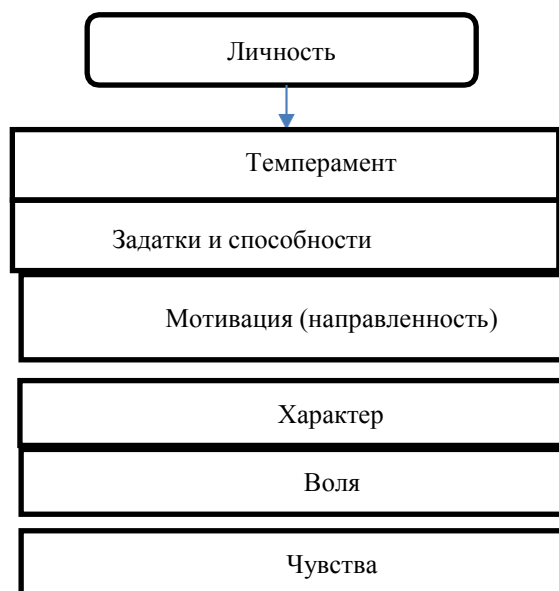 Личность
Темперамент
Задатки и способности
Мотивация (направленность)
Характер
Воля
Чувства